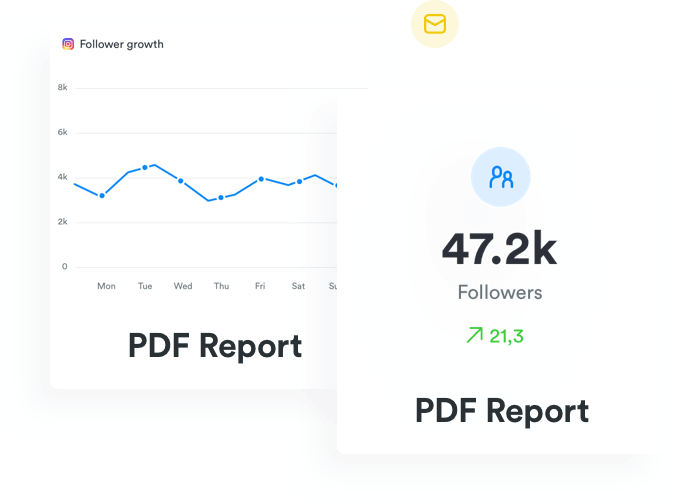 Follower growth
8k
6k
4k
2k
0
Mon Tue Wed Thu Fri Sat Su
PDF Report
47.2k
Followers
21,3
PDF Report